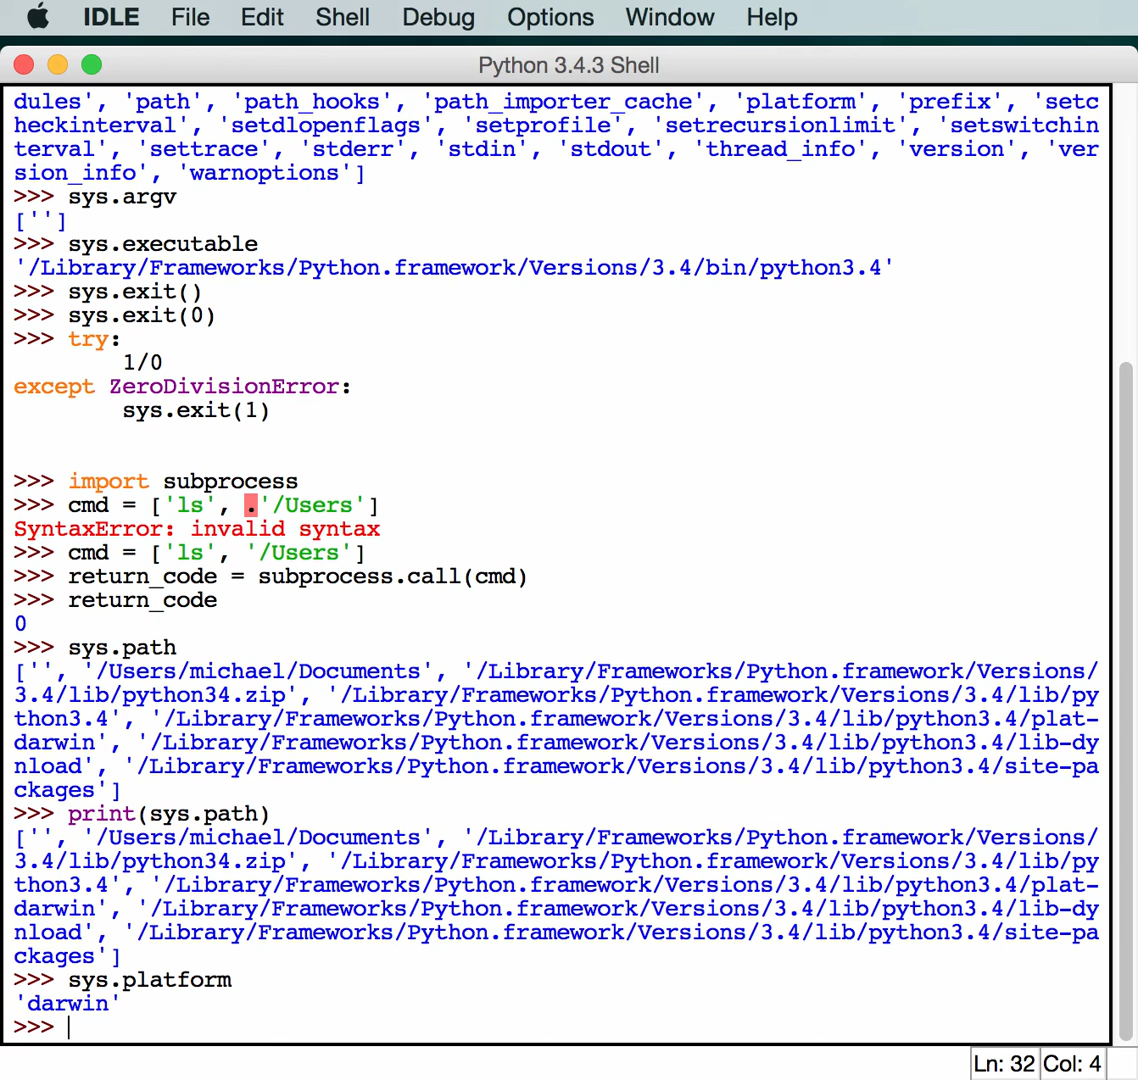 IDLE File Edit Shell Debug Options Window Help
Python 3.4.3 Shell
dules', 'path', 'path_hooks', 'path_importer_cache', 'platform', 'prefix', 'setc
heckinterval', 'setdlopenflags', 'setprofile', 'setrecursionlimit', 'setswitchin
terval', 'settrace', 'stderr', 'stdin', 'stdout', 'thread_info', 'version', 'ver
sion_info', 'warnoptions']
>>> sys.argv
['']
>>> sys.executable
'/Library/Frameworks/Python.framework/Versions/3.4/bin/python3.4'
>>> sys.exit()
>>> sys.exit(0)
>>> try:
1/0
except ZeroDivisionError:
sys.exit(1)
>>> import subprocess
>>> cmd = ['ls', .'/Users']
SyntaxError: invalid syntax
>>> cmd = ['ls', '/Users']
>>> return_code = subprocess.call(cmd)
>>> return_code
0
>>> sys.path
['', '/Users/michael/Documents', '/Library/Frameworks/Python.framework/Versions/
3.4/lib/python34.zip', '/Library/Frameworks/Python.framework/Versions/3.4/lib/py
thon3.4', '/Library/Frameworks/Python.framework/Versions/3.4/lib/python3.4/plat-
darwin', '/Library/Frameworks/Python.framework/Versions/3.4/lib/python3.4/lib-dy
nload', '/Library/Frameworks/Python.framework/Versions/3.4/lib/python3.4/site-pa
ckages']
>>> print(sys.path)
['', '/Users/michael/Documents', '/Library/Frameworks/Python.framework/Versions/
3.4/lib/python34.zip', '/Library/Frameworks/Python.framework/Versions/3.4/lib/py
thon3.4', '/Library/Frameworks/Python.framework/Versions/3.4/lib/python3.4/plat-
darwin', '/Library/Frameworks/Python.framework/Versions/3.4/lib/python3.4/lib-dy
nload', '/Library/Frameworks/Python.framework/Versions/3.4/lib/python3.4/site-pa
ckages']
>>> sys.platform
'darwin'
>>>
Ln: 32 Col: 4